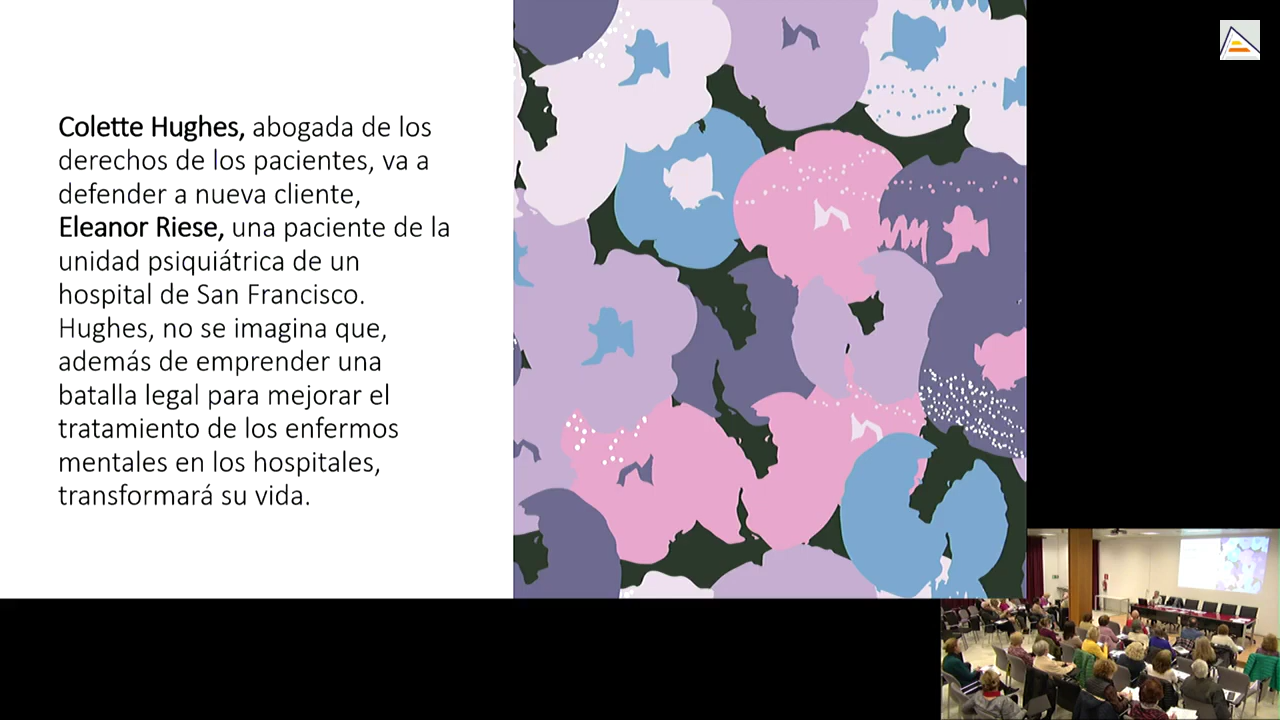 Colette Hughes, abogada de los
derechos de los pacientes, va a
defender a nueva cliente,
Eleanor Riese, una paciente de la
unidad psiquiátrica de un
hospital de San Francisco.
Hughes, no se imagina que,
además de emprender una
batalla legal para mejorar el
tratamiento de los enfermos
mentales en los hospitales,
transformará su vida.